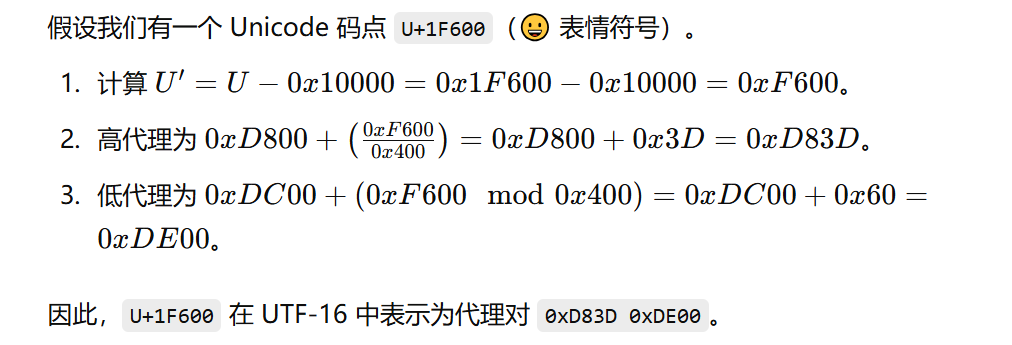 假设我们有一个 Unicode 码点 U+1F600（😀 表情符号）。
1. 计算 U′ = U − 0x10000 = 0x1F600 − 0x10000 = 0xF600。
2. 高代理为 0xD800 + (0xF600/0x400) = 0xD800 + 0x3D = 0xD83D。
3. 低代理为 0xDC00 + (0xF600 mod 0x400) = 0xDC00 + 0x60 =
0xDE00。
因此，U+1F600 在 UTF-16 中表示为代理对 0xD83D 0xDE00。